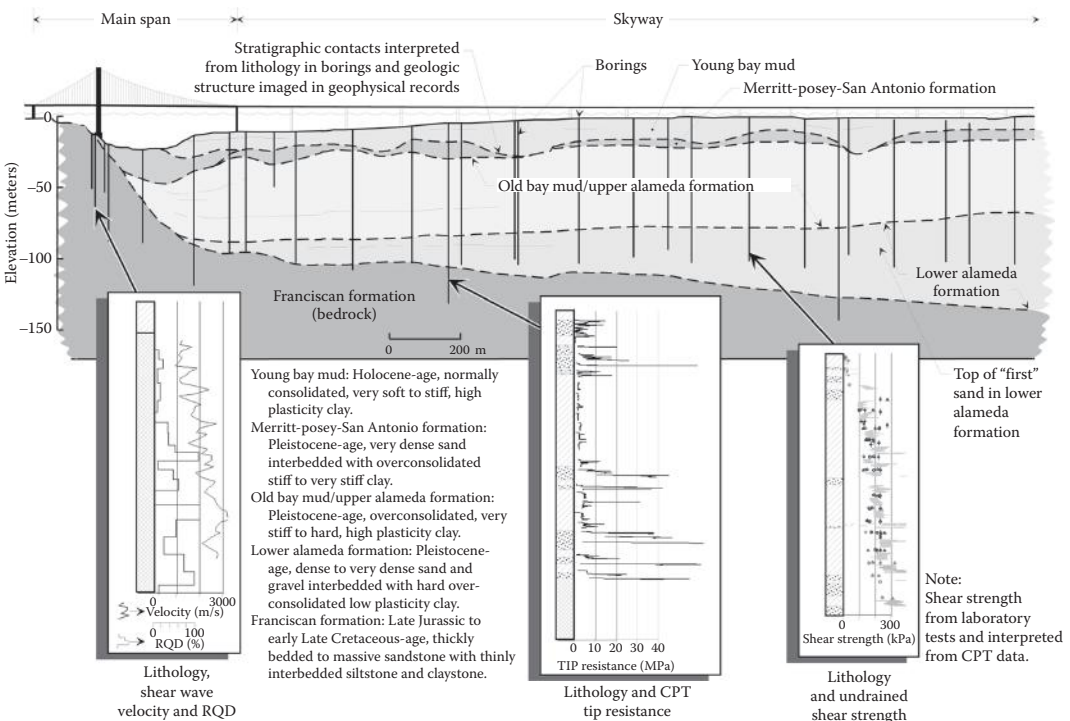 Main span
Skyway
Stratigraphic contacts interpreted
from lithology in borings and geologic
structure imaged in geophysical records
Borings
Young bay mud
Merritt-posey-San Antonio formation
Elevation (meters)
0
–50
–100
–150
Old bay mud/upper alameda formation
Lower alameda
formation
Franciscan formation
(bedrock)
0
200 m
Top of “first”
sand in lower
alameda
formation
Young bay mud: Holocene-age, normally
consolidated, very soft to stiff, high
plasticity clay.
Merritt-posey-San Antonio formation:
Pleistocene-age, very dense sand
interbedded with overconsolidated
stiff to very stiff clay.
Old bay mud/upper alameda formation:
Pleistocene-age, overconsolidated, very
stiff to hard, high plasticity clay.
Lower alameda formation: Pleistocene-
age, dense to very dense sand and
gravel interbedded with hard over-
consolidated low plasticity clay.
Franciscan formation: Late Jurassic to
early Late Cretaceous-age, thickly
bedded to massive sandstone with thinly
interbedded siltstone and claystone.
0 3000
Velocity (m/s)
0 100
RQD (%)
Lithology,
shear wave
velocity and RQD
0 10 20 30 40
TIP resistance (MPa)
Lithology and CPT
tip resistance
0 300
Shear strength (kPa)
Lithology
and undrained
shear strength
Note:
Shear strength
from laboratory
tests and interpreted
from CPT data.